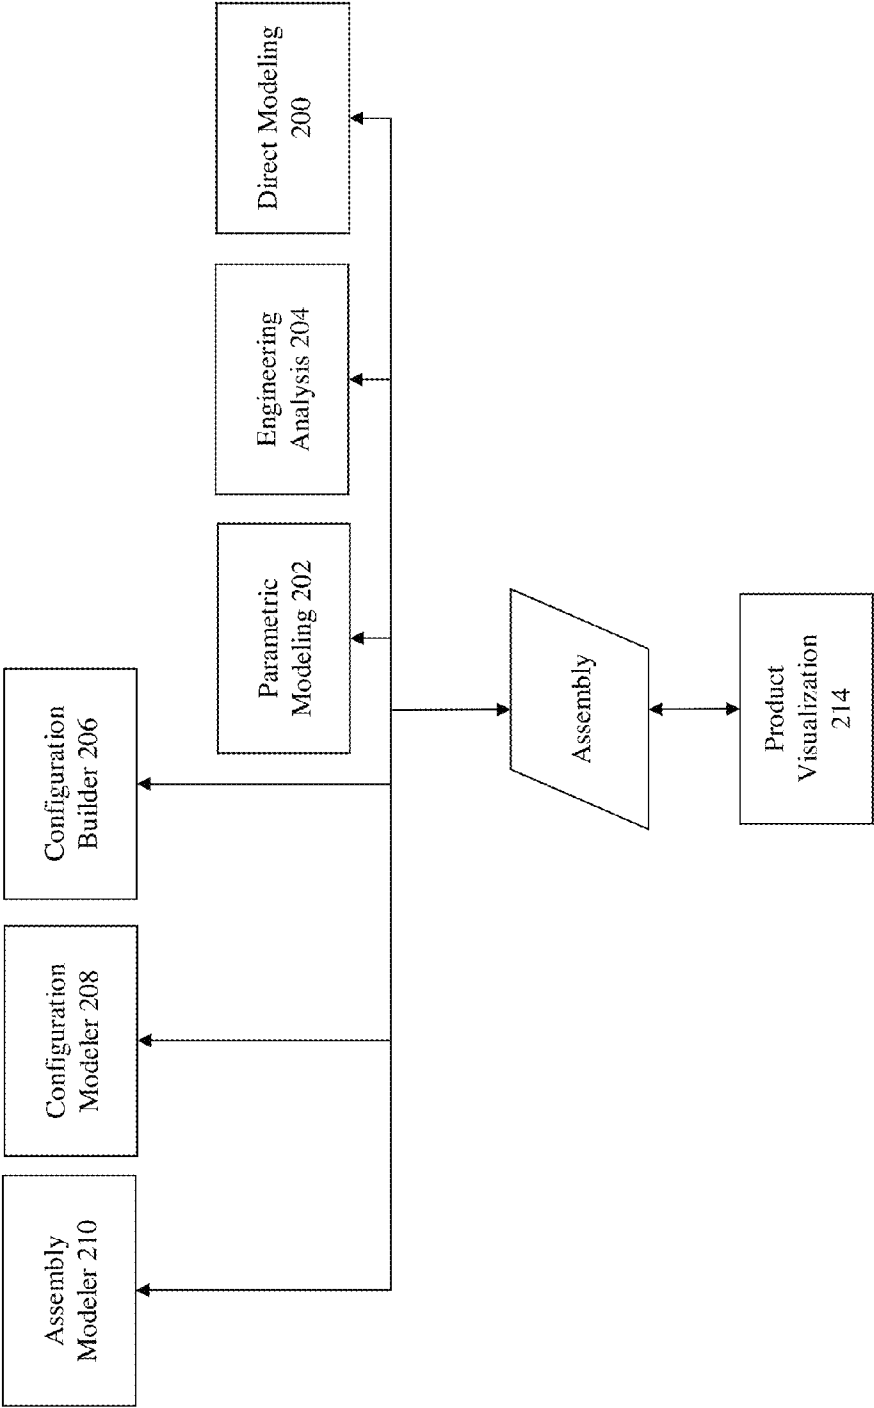 Assembly
Modeler 210
Configuration
Modeler 208
Configuration
Builder 206
Parametric
Modeling 202
Engineering
Analysis 204
Direct Modeling
200
Assembly
Product
Visualization
214